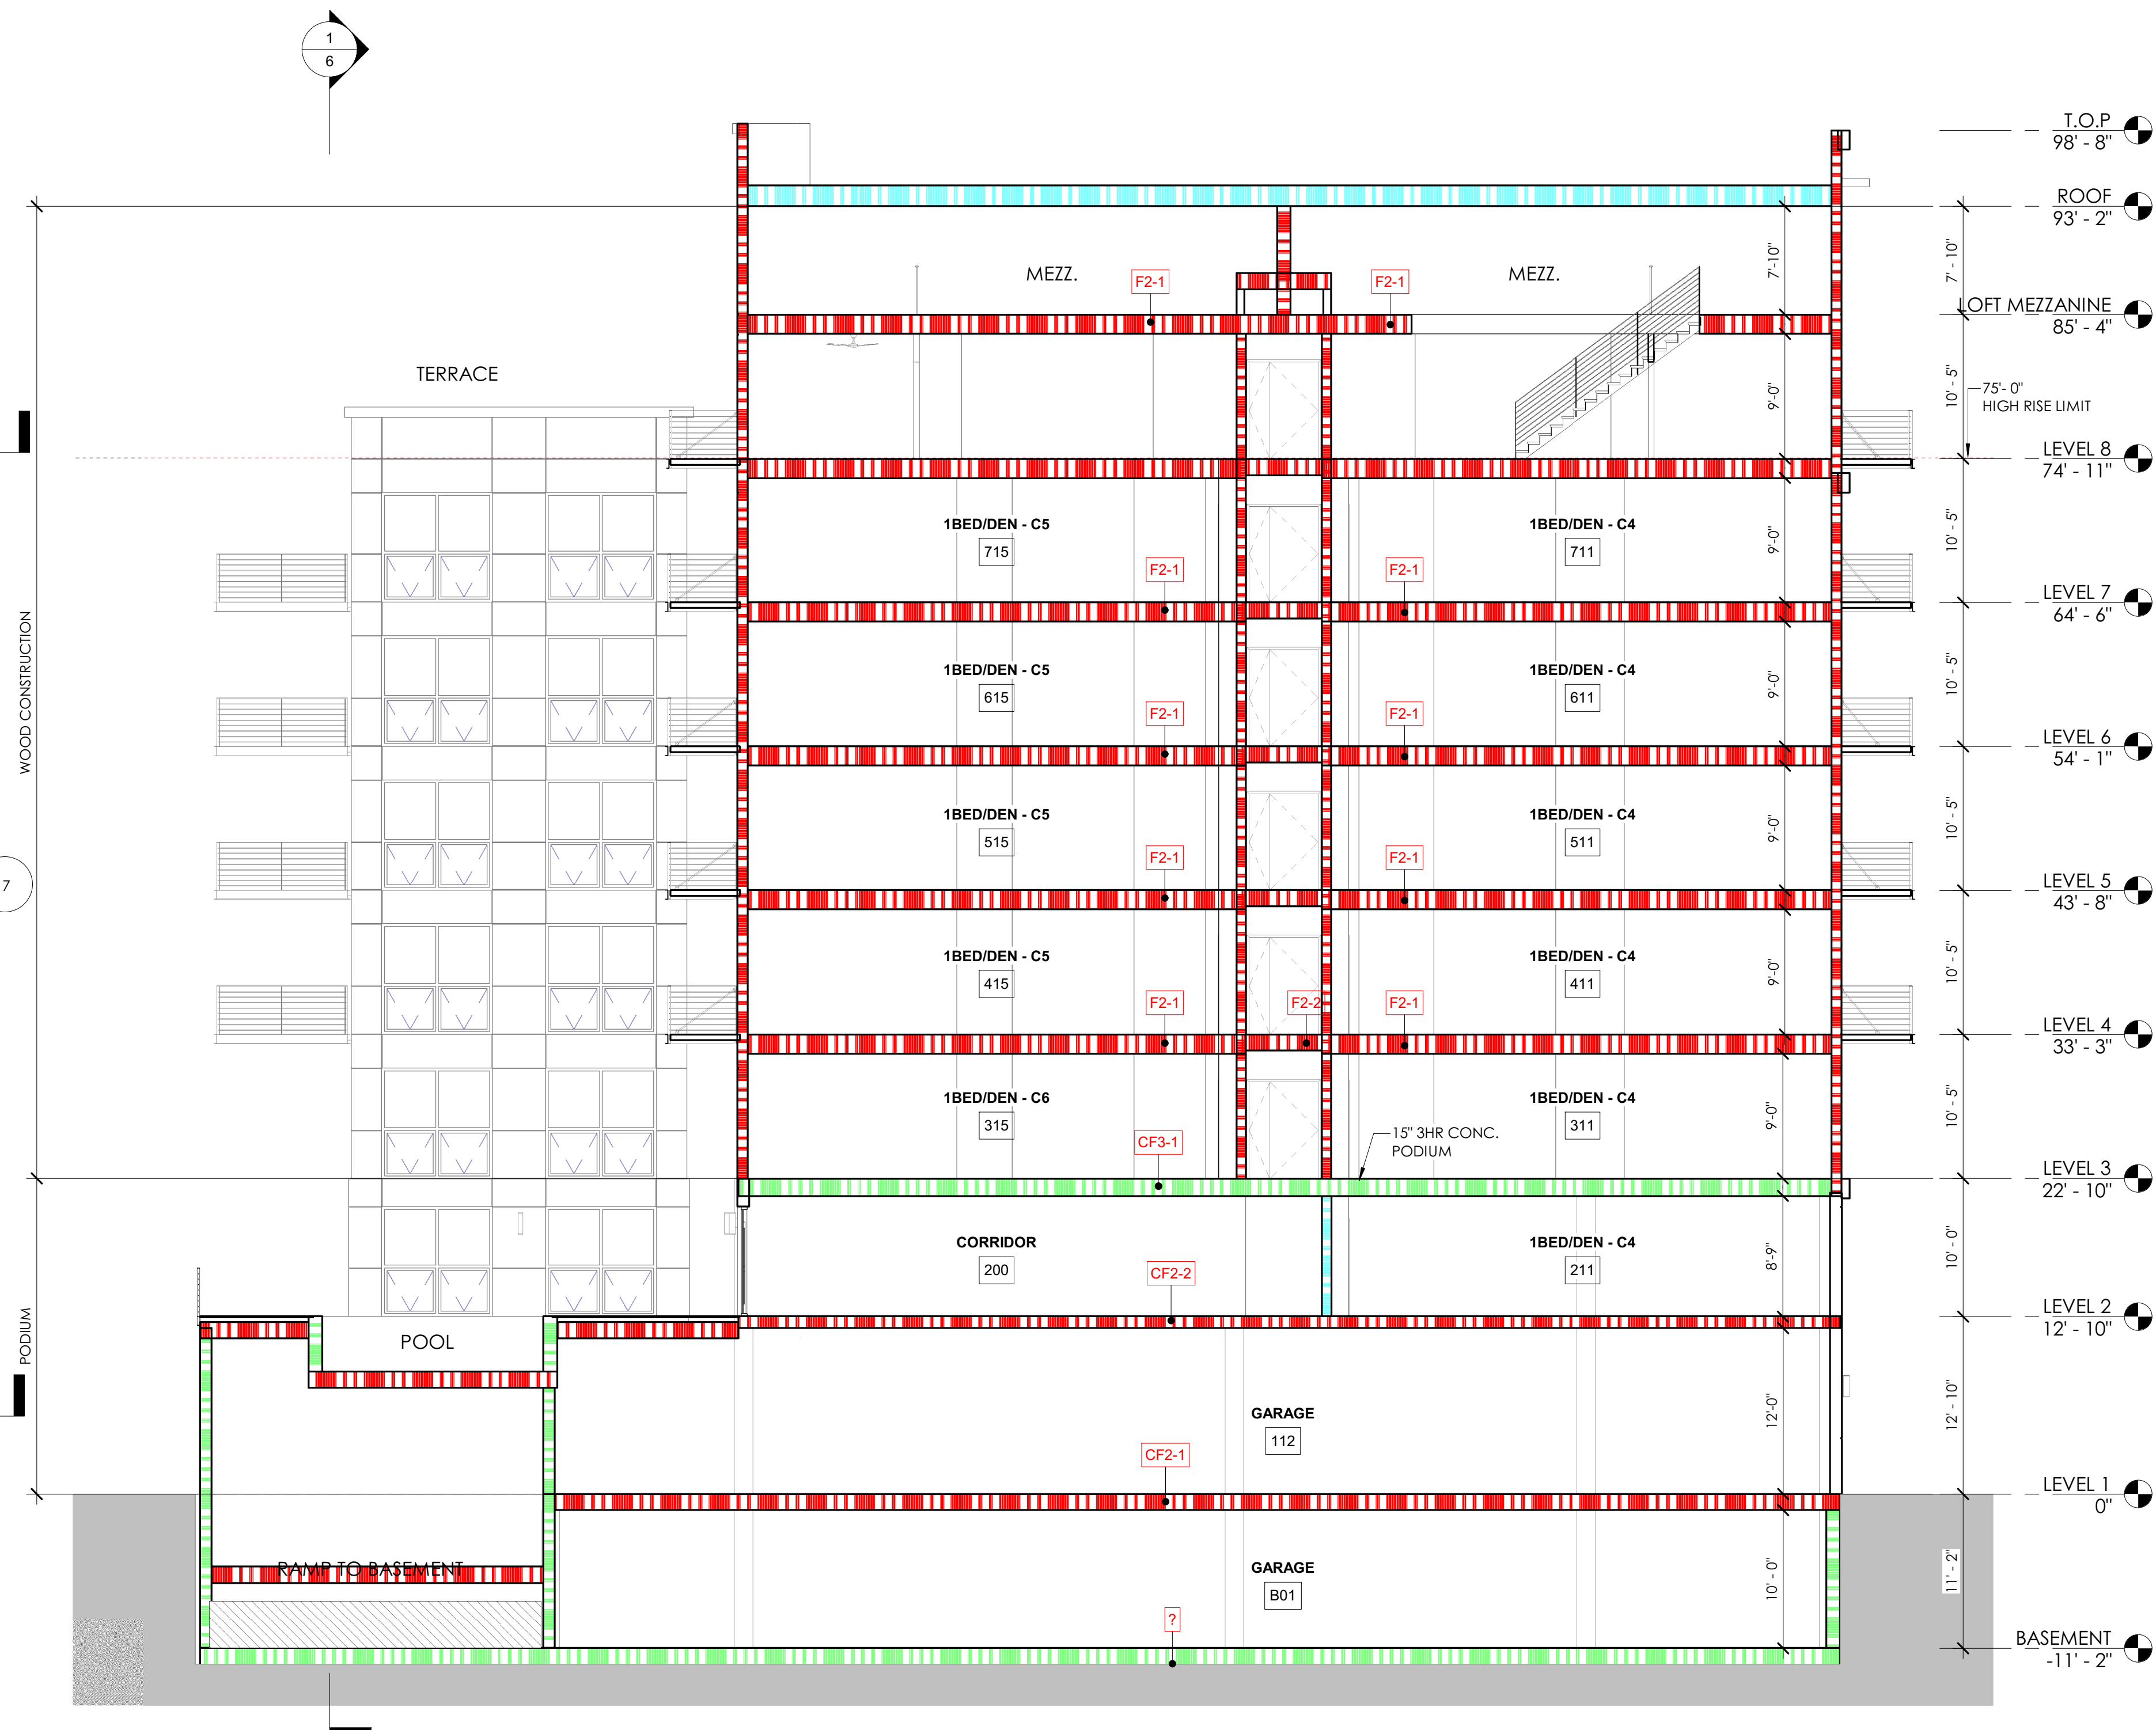 1
6
T.O.P
98' - 8"
ROOF
93' - 2"
MEZZ.
F2-1
F2-1
MEZZ.
7'-10"
7' - 10"
LOFT MEZZANINE
85' - 4"
TERRACE
9'-0"
10' - 5"
75'- 0"
HIGH RISE LIMIT
LEVEL 8
74' - 11"
1BED/DEN - C5
715
1BED/DEN - C4
711
9'-0"
10' - 5"
F2-1
F2-1
LEVEL 7
64' - 6"
WOOD CONSTRUCTION
1BED/DEN - C5
615
1BED/DEN - C4
611
9'-0"
10' - 5"
F2-1
F2-1
LEVEL 6
54' - 1"
1BED/DEN - C5
515
1BED/DEN - C4
511
9'-0"
10' - 5"
F2-1
F2-1
7
LEVEL 5
43' - 8"
1BED/DEN - C5
415
1BED/DEN - C4
411
9'-0"
10' - 5"
F2-1
F2-2
F2-1
LEVEL 4
33' - 3"
1BED/DEN - C6
315
1BED/DEN - C4
311
9'-0"
10' - 5"
CF3-1
15" 3HR CONC.
PODIUM
LEVEL 3
22' - 10"
CORRIDOR
200
1BED/DEN - C4
211
8'-9"
10' - 0"
CF2-2
LEVEL 2
12' - 10"
PODIUM
POOL
GARAGE
112
12'-0"
12' - 10"
CF2-1
LEVEL 1
0"
RAMP TO BASEMENT
GARAGE
B01
10' - 0"
11' - 2"
?
BASEMENT
-11' - 2"